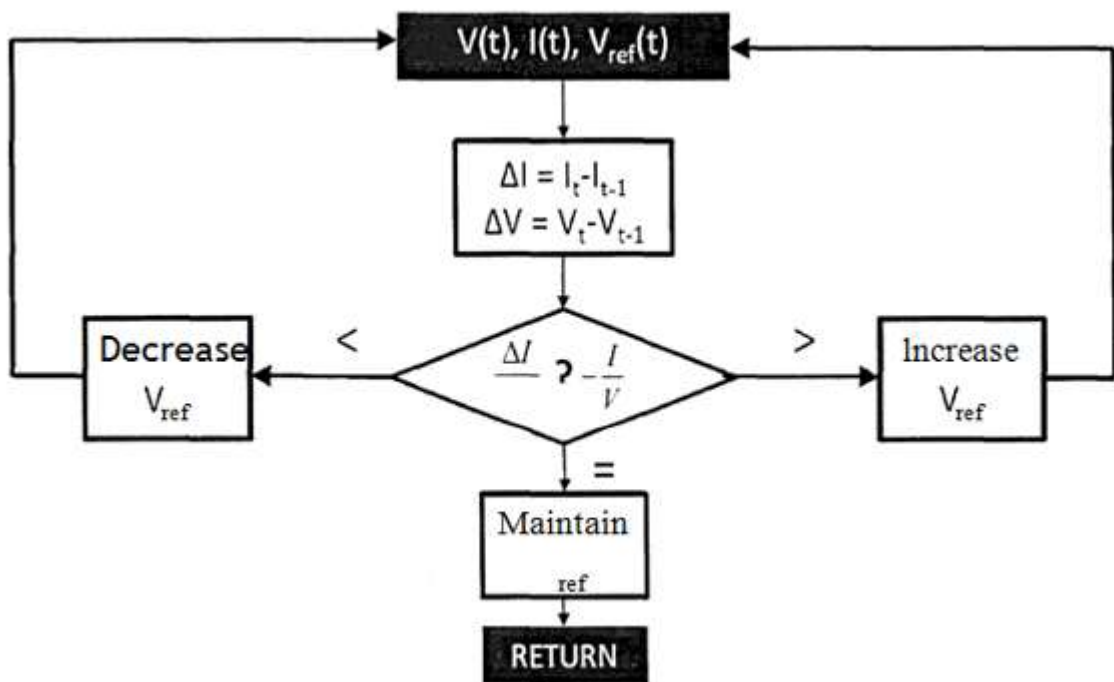 V(t), I(t), V_ref(t)
ΔI = I_t-I_t-1
ΔV = V_t-V_t-1
<
ΔI ? -I/V
>
Decrease
V_ref
Increase
V_ref
=
Maintain
ref
RETURN